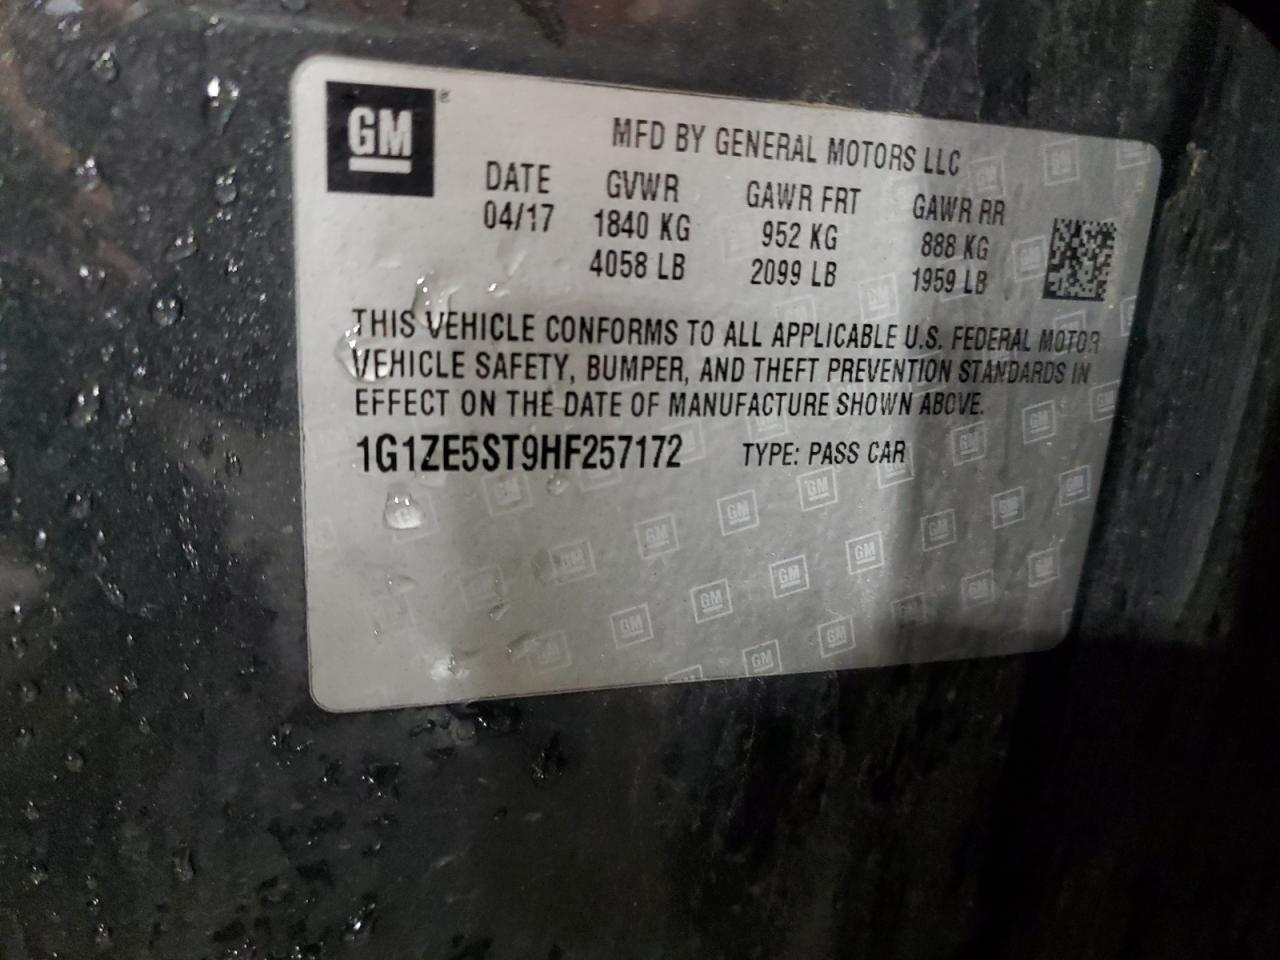 GM®
MFD BY GENERAL MOTORS LLC
DATE GVWR GAWR FRT GAWR RR
04/17 1840 KG 952 KG 888 KG
4058 LB 2099 LB 1959 LB
THIS VEHICLE CONFORMS TO ALL APPLICABLE U.S. FEDERAL MOTOR
VEHICLE SAFETY, BUMPER, AND THEFT PREVENTION STANDARDS IN
EFFECT ON THE DATE OF MANUFACTURE SHOWN ABOVE.
1G1ZE5ST9HF257172 TYPE: PASS CAR